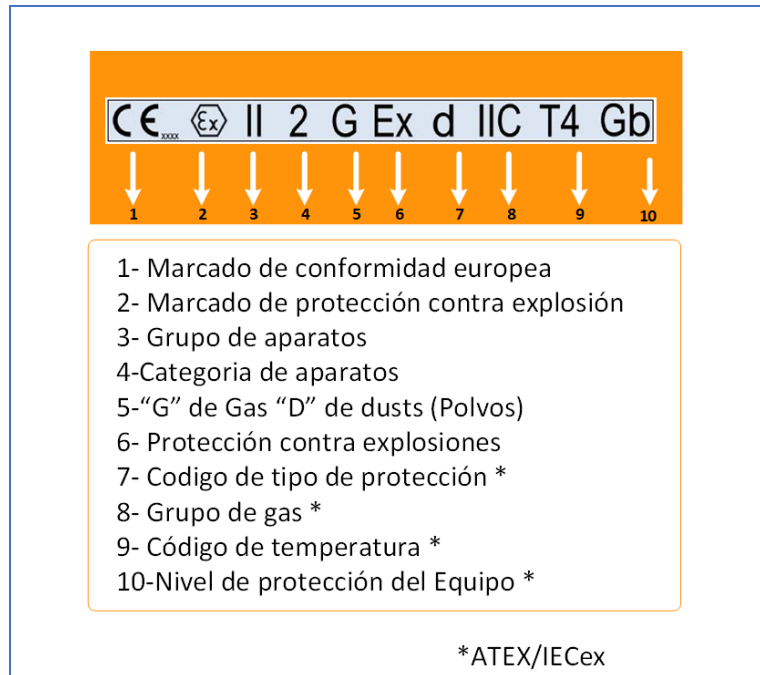 CE xxxx Ex II 2 G Ex d IIC T4 Gb
1 2 3 4 5 6 7 8 9 10
1- Marcado de conformidad europea
2- Marcado de protección contra explosión
3- Grupo de aparatos
4-Categoria de aparatos
5-“G” de Gas “D” de dusts (Polvos)
6- Protección contra explosiones
7- Codigo de tipo de protección *
8- Grupo de gas *
9- Código de temperatura *
10-Nivel de protección del Equipo *
*ATEX/IECex